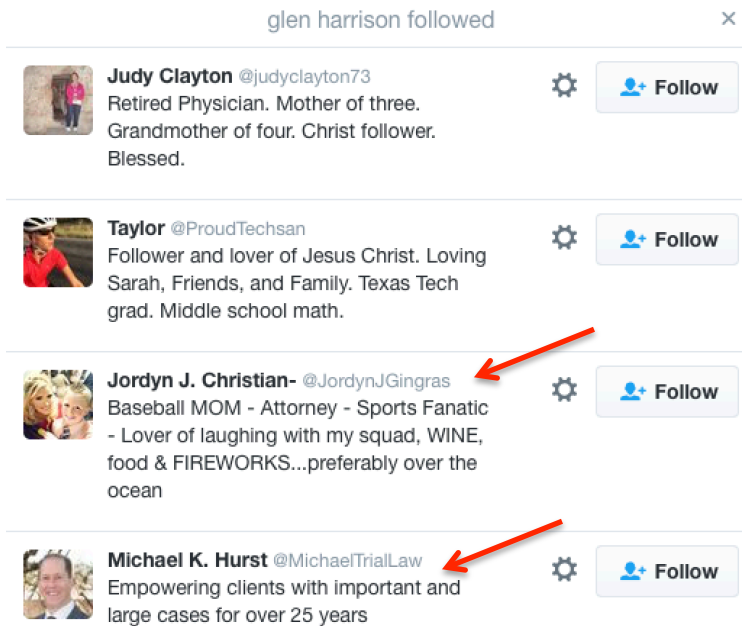 glen harrison followed ×
Judy Clayton @judyclayton73
Follow
Retired Physician. Mother of three.
Grandmother of four. Christ follower.
Blessed.
Taylor @ProudTechsan
Follow
Follower and lover of Jesus Christ. Loving
Sarah, Friends, and Family. Texas Tech
grad. Middle school math.
Jordyn J. Christian- @JordynJGingras
Follow
Baseball MOM - Attorney - Sports Fanatic
- Lover of laughing with my squad, WINE,
food & FIREWORKS...preferably over the
ocean
Michael K. Hurst @MichaelTrialLaw
Follow
Empowering clients with important and
large cases for over 25 years